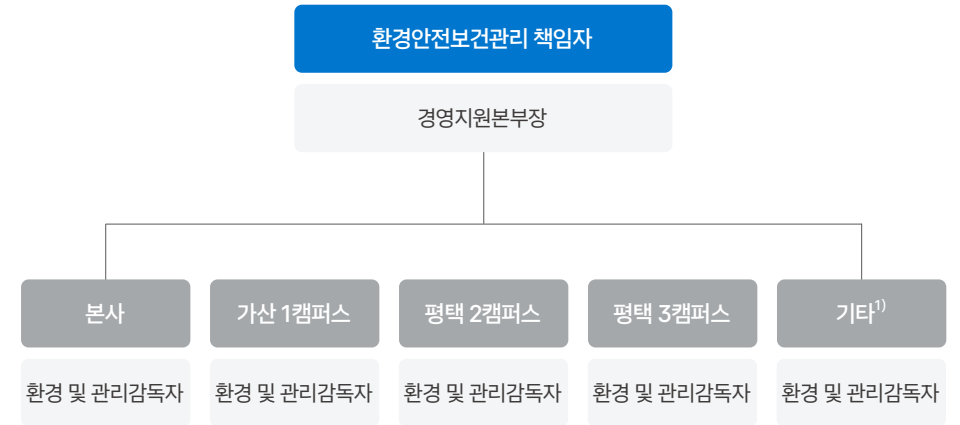 환경안전보건관리 책임자
경영지원본부장
본사
가산 1캠퍼스
평택 2캠퍼스
평택 3캠퍼스
기타1)
환경 및 관리감독자
환경 및 관리감독자
환경 및 관리감독자
환경 및 관리감독자
환경 및 관리감독자